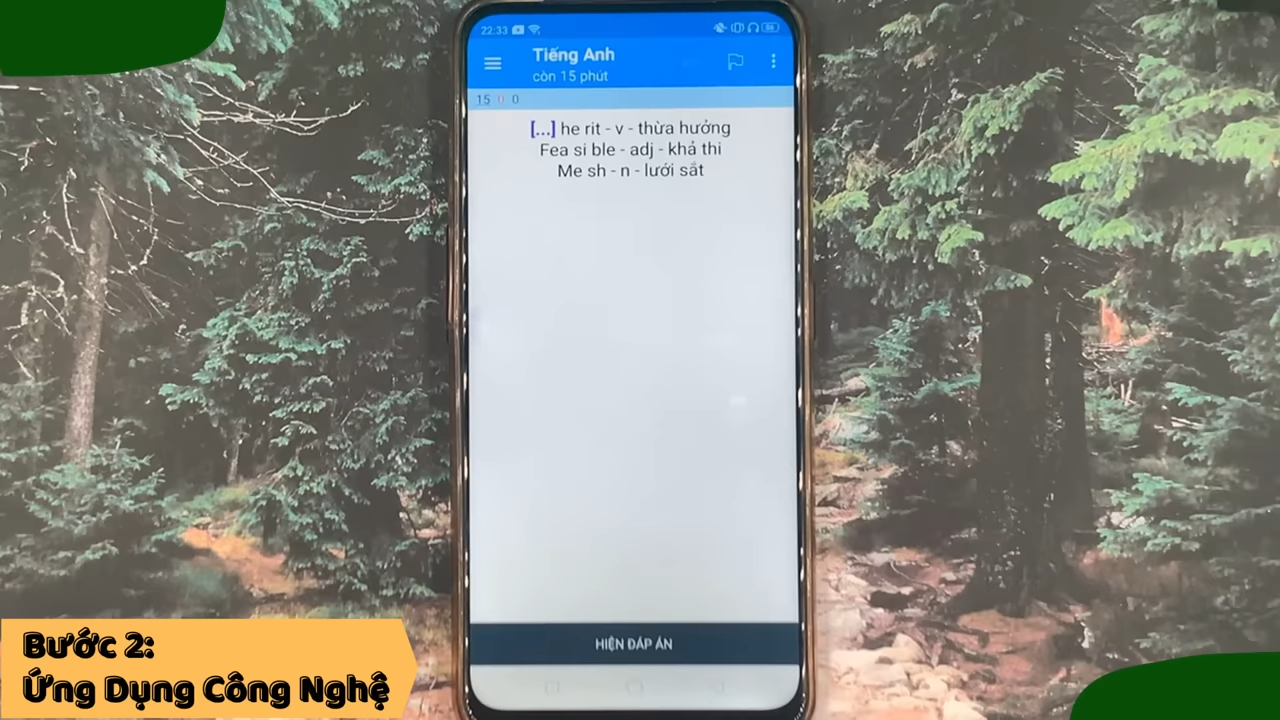 22:33
56
Tiếng Anh
còn 15 phút
15 0 0
[...] he rit - v - thừa hưởng
Fea si ble - adj - khả thi
Me sh - n - lưới sắt
HIỆN ĐÁP ÁN
Bước 2:
Ứng Dụng Công Nghệ